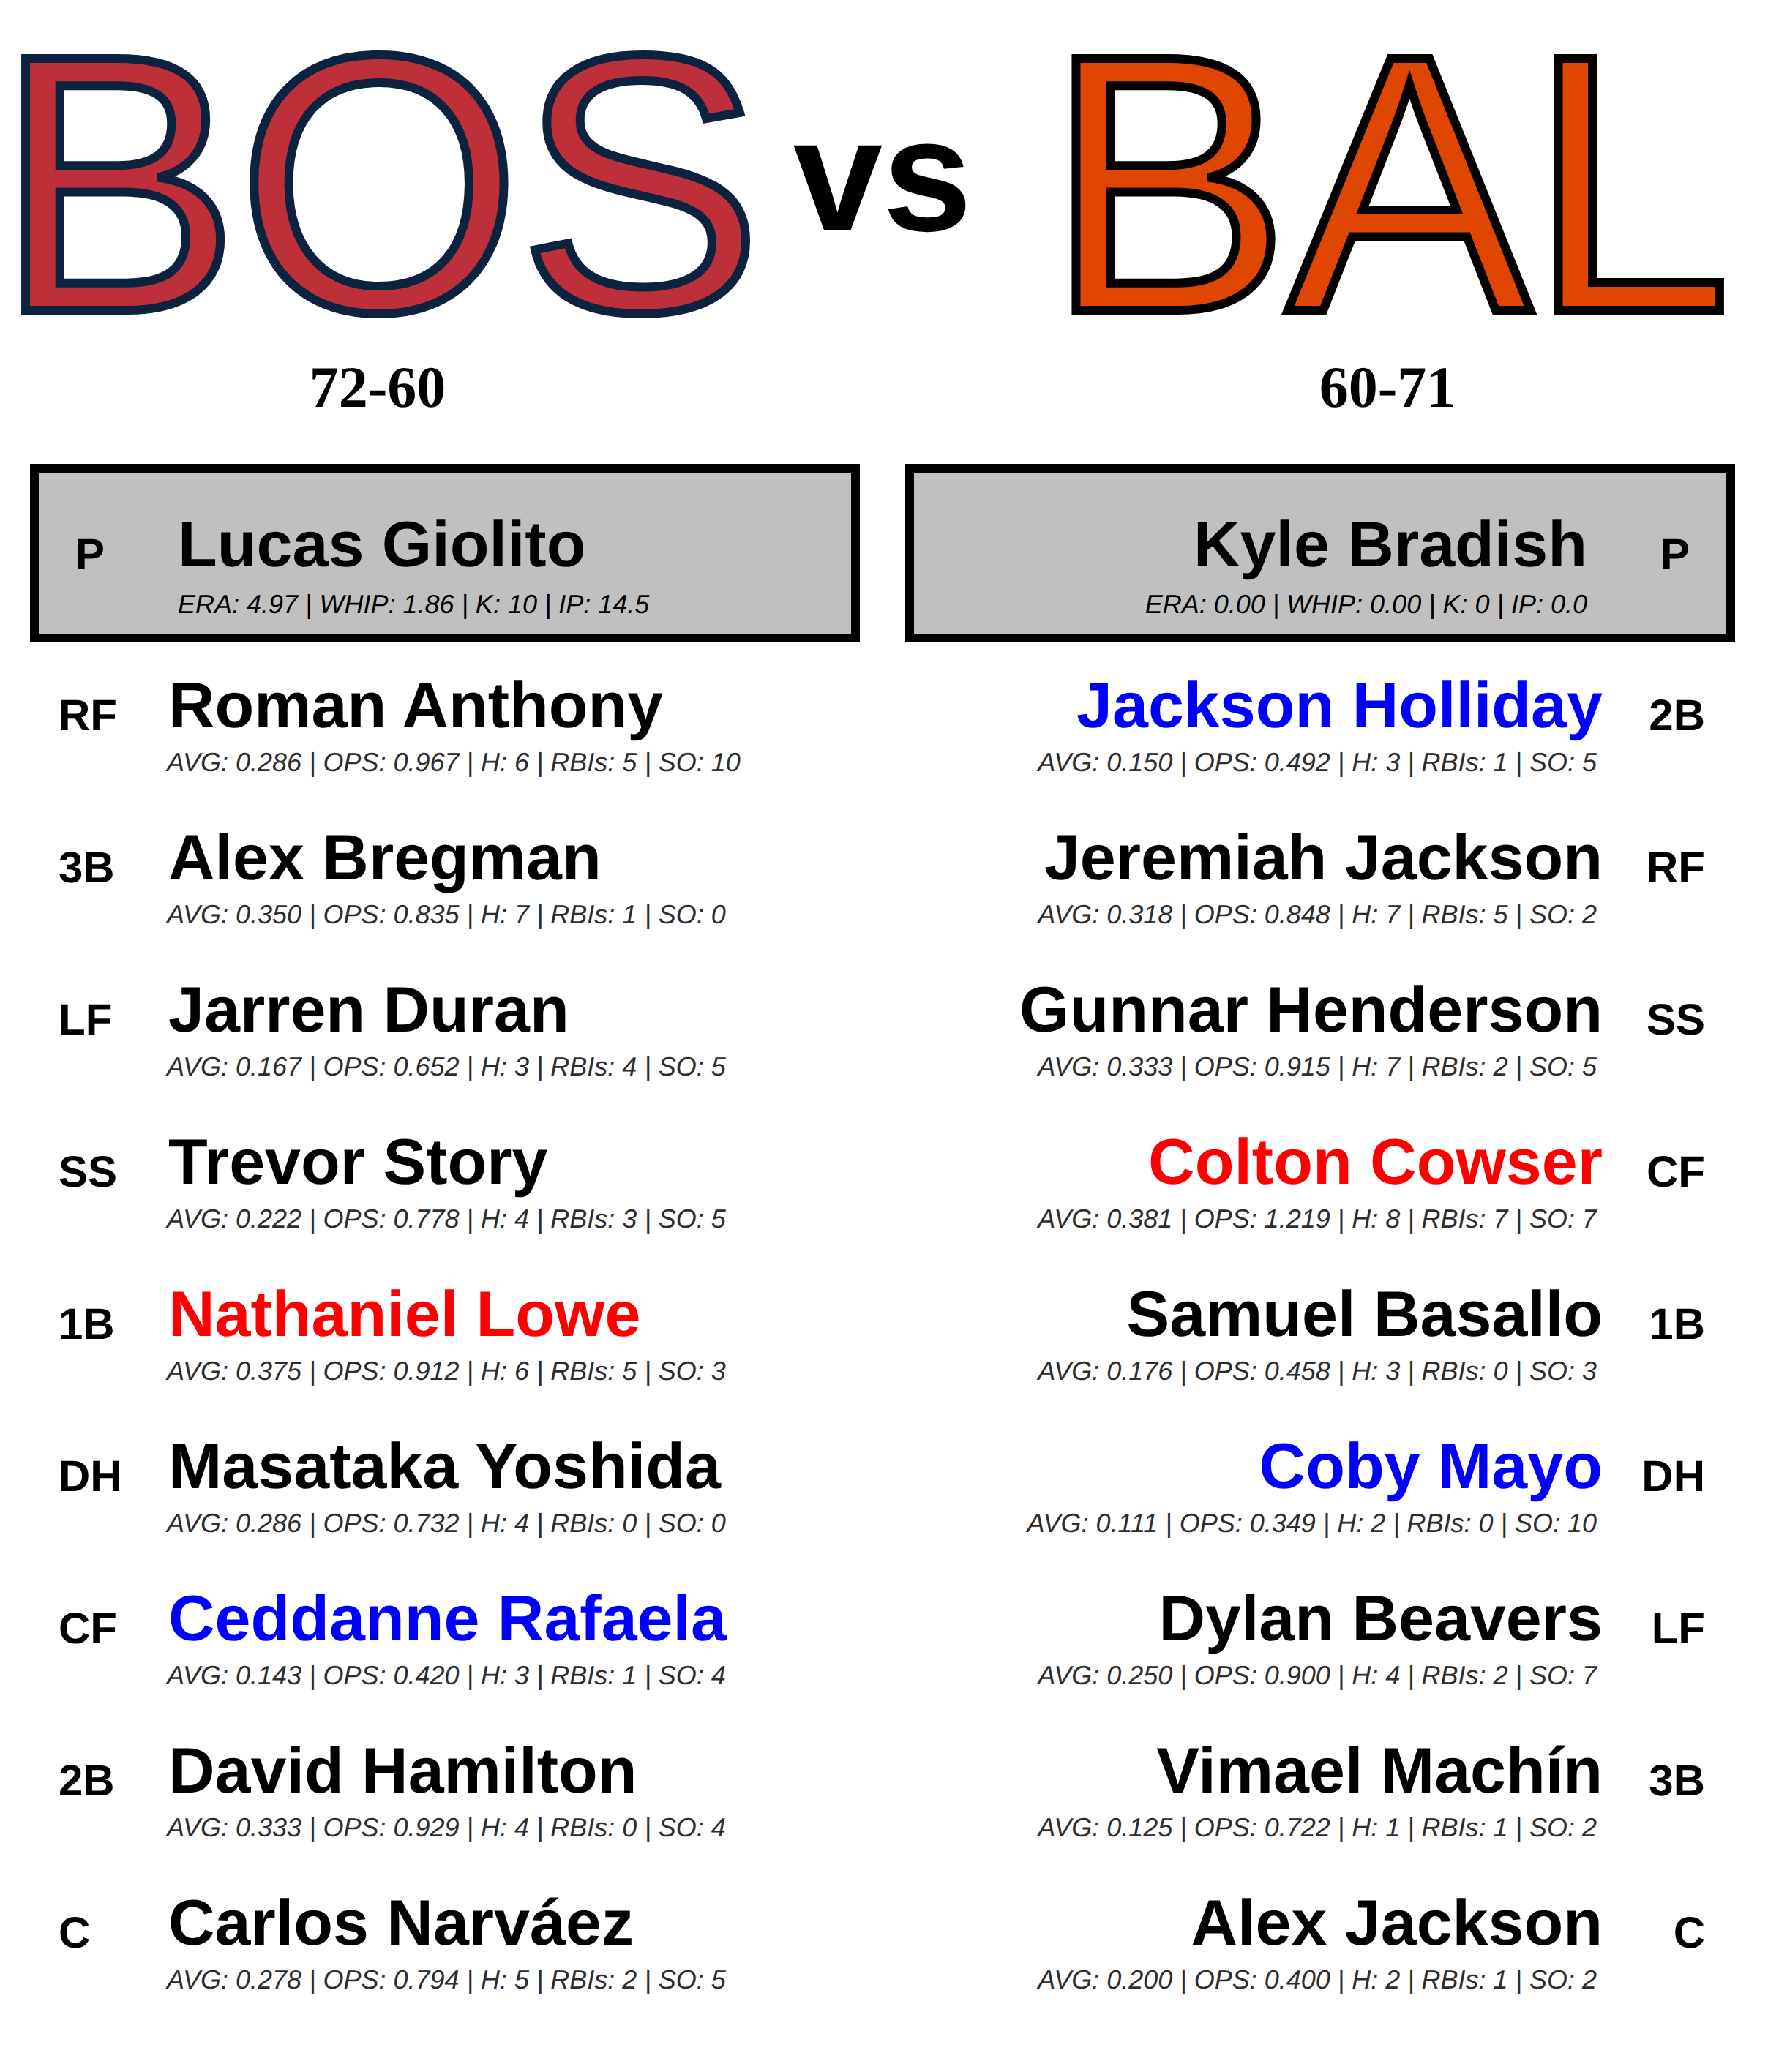 BOS vs BAL
72-60
60-71
P Lucas Giolito
ERA: 4.97 | WHIP: 1.86 | K: 10 | IP: 14.5
Kyle Bradish P
ERA: 0.00 | WHIP: 0.00 | K: 0 | IP: 0.0
RF Roman Anthony
AVG: 0.286 | OPS: 0.967 | H: 6 | RBIs: 5 | SO: 10
3B Alex Bregman
AVG: 0.350 | OPS: 0.835 | H: 7 | RBIs: 1 | SO: 0
LF Jarren Duran
AVG: 0.167 | OPS: 0.652 | H: 3 | RBIs: 4 | SO: 5
SS Trevor Story
AVG: 0.222 | OPS: 0.778 | H: 4 | RBIs: 3 | SO: 5
1B Nathaniel Lowe
AVG: 0.375 | OPS: 0.912 | H: 6 | RBIs: 5 | SO: 3
DH Masataka Yoshida
AVG: 0.286 | OPS: 0.732 | H: 4 | RBIs: 0 | SO: 0
CF Ceddanne Rafaela
AVG: 0.143 | OPS: 0.420 | H: 3 | RBIs: 1 | SO: 4
2B David Hamilton
AVG: 0.333 | OPS: 0.929 | H: 4 | RBIs: 0 | SO: 4
C Carlos Narváez
AVG: 0.278 | OPS: 0.794 | H: 5 | RBIs: 2 | SO: 5
Jackson Holliday 2B
AVG: 0.150 | OPS: 0.492 | H: 3 | RBIs: 1 | SO: 5
Jeremiah Jackson RF
AVG: 0.318 | OPS: 0.848 | H: 7 | RBIs: 5 | SO: 2
Gunnar Henderson SS
AVG: 0.333 | OPS: 0.915 | H: 7 | RBIs: 2 | SO: 5
Colton Cowser CF
AVG: 0.381 | OPS: 1.219 | H: 8 | RBIs: 7 | SO: 7
Samuel Basallo 1B
AVG: 0.176 | OPS: 0.458 | H: 3 | RBIs: 0 | SO: 3
Coby Mayo DH
AVG: 0.111 | OPS: 0.349 | H: 2 | RBIs: 0 | SO: 10
Dylan Beavers LF
AVG: 0.250 | OPS: 0.900 | H: 4 | RBIs: 2 | SO: 7
Vimael Machín 3B
AVG: 0.125 | OPS: 0.722 | H: 1 | RBIs: 1 | SO: 2
Alex Jackson C
AVG: 0.200 | OPS: 0.400 | H: 2 | RBIs: 1 | SO: 2